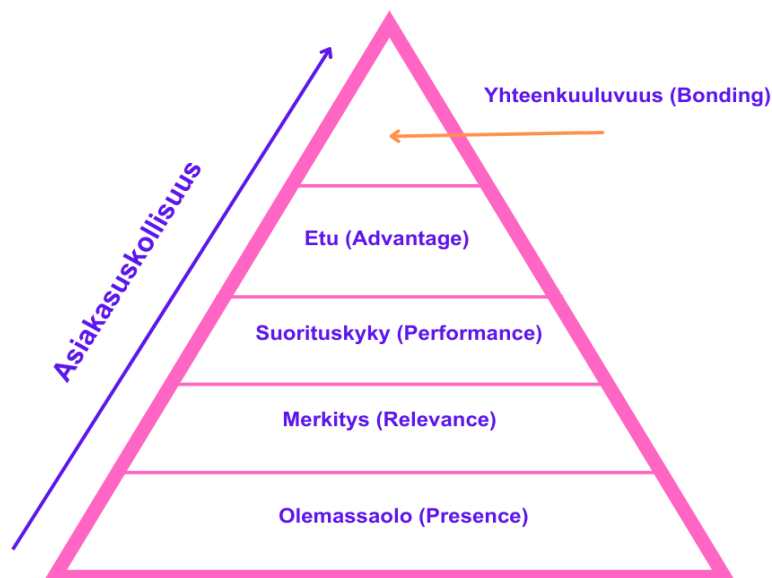 Yhteenkuuluvuus (Bonding)
Asiakasuskollisuus
Etu (Advantage)
Suorituskyky (Performance)
Merkitys (Relevance)
Olemassaolo (Presence)